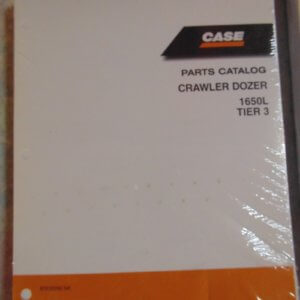 CASE
PARTS CATALOG
CRAWLER DOZER
1650L
TIER 3